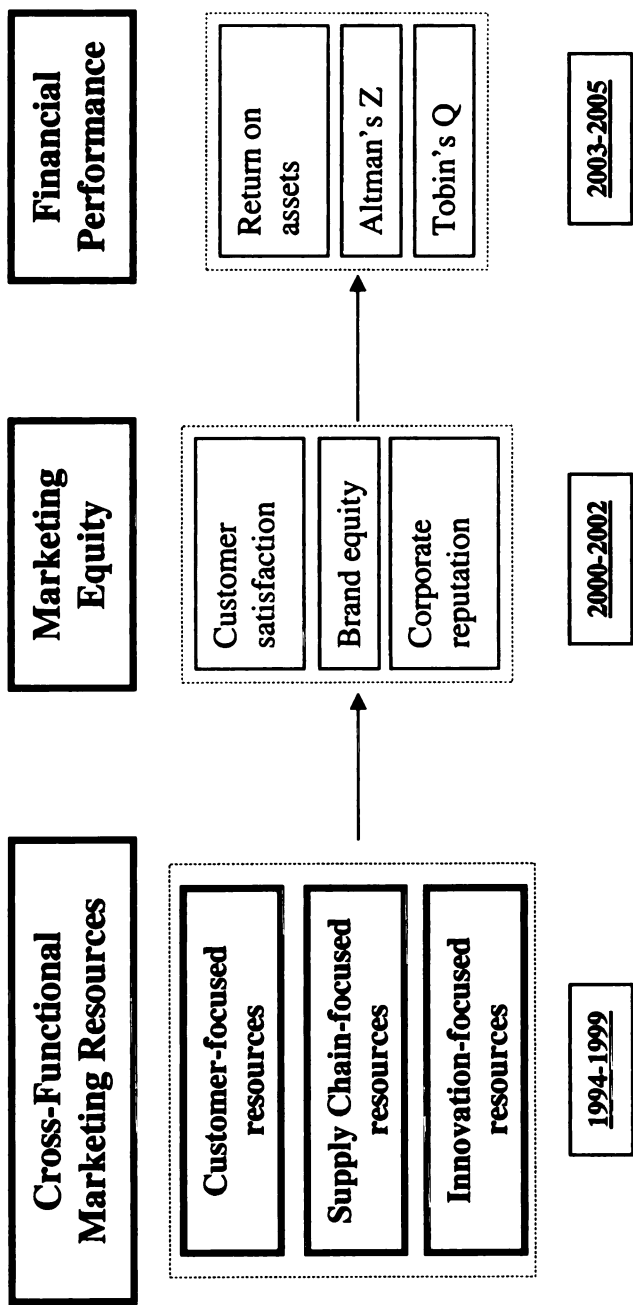 Cross-Functional
Marketing Resources
Marketing
Equity
Financial
Performance
Customer-focused
resources
Supply Chain-focused
resources
Innovation-focused
resources
Customer
satisfaction
Brand equity
Corporate
reputation
Return on
assets
Altman's Z
Tobin's Q
1994-1999
2000-2002
2003-2005